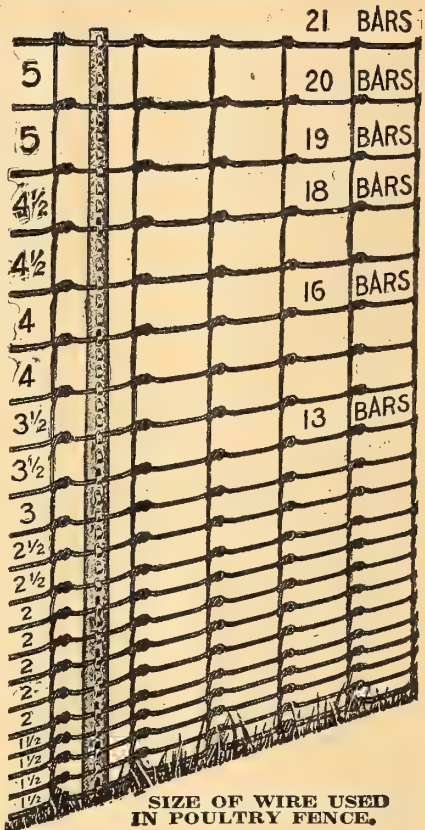 21 BARS
5
20 BARS
5
19 BARS
4½
18 BARS
4½
16 BARS
4
4
3½
13 BARS
3½
3
2½
2½
2
2
2
2
2
1½
1½
1½
1½
SIZE OF WIRE USED
IN POULTRY FENCE.